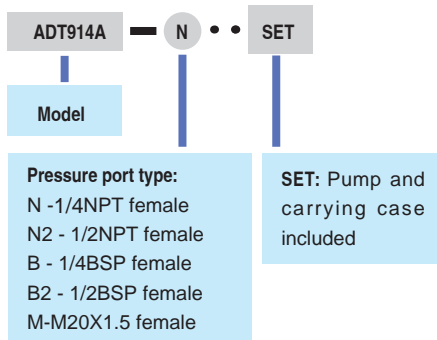 ADT914A — N • • SET
Model
Pressure port type:
N -1/4NPT female
N2 - 1/2NPT female
B - 1/4BSP female
B2 - 1/2BSP female
M-M20X1.5 female
SET: Pump and
carrying case
included